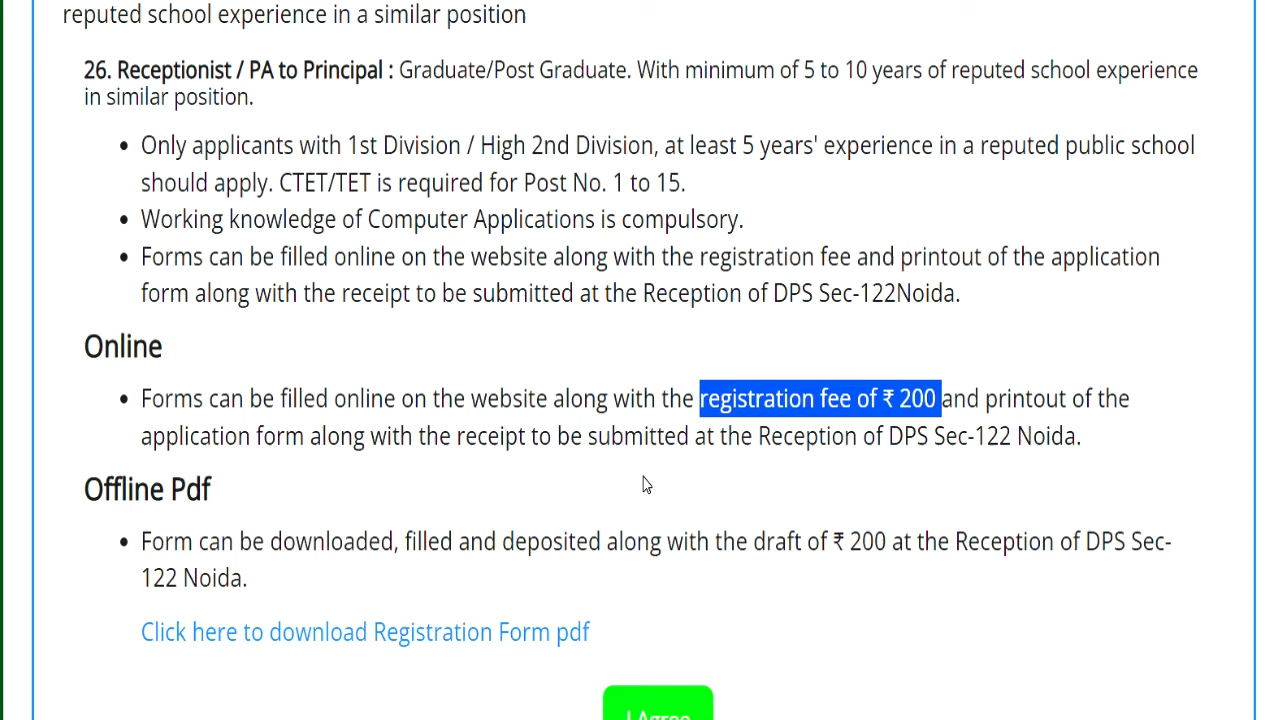 reputed school experience in a similar position
26. Receptionist / PA to Principal : Graduate/Post Graduate. With minimum of 5 to 10 years of reputed school experience
in similar position.
• Only applicants with 1st Division / High 2nd Division, at least 5 years' experience in a reputed public school
should apply. CTET/TET is required for Post No. 1 to 15.
• Working knowledge of Computer Applications is compulsory.
• Forms can be filled online on the website along with the registration fee and printout of the application
form along with the receipt to be submitted at the Reception of DPS Sec-122Noida.
Online
• Forms can be filled online on the website along with the registration fee of ₹ 200 and printout of the
application form along with the receipt to be submitted at the Reception of DPS Sec-122 Noida.
Offline Pdf
• Form can be downloaded, filled and deposited along with the draft of ₹ 200 at the Reception of DPS Sec-
122 Noida.
Click here to download Registration Form pdf
I Agree